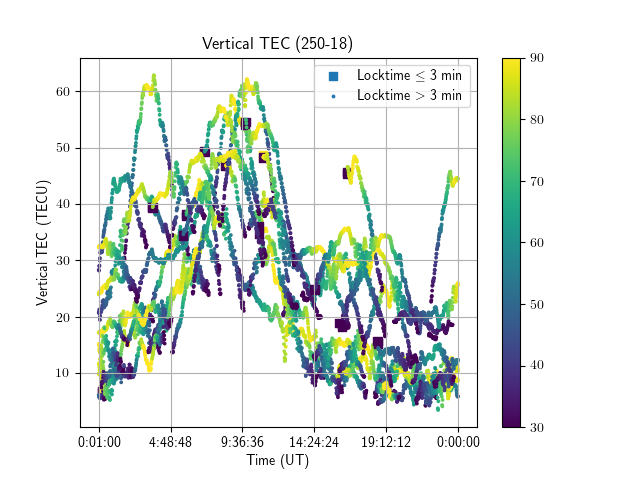 Vertical TEC (250-18)
Locktime ≤ 3 min
Locktime > 3 min
Vertical TEC (TECU)
60
50
40
30
20
10
0:01:00 4:48:48 9:36:36 14:24:24 19:12:12 0:00:00
Time (UT)
90
80
70
60
50
40
30